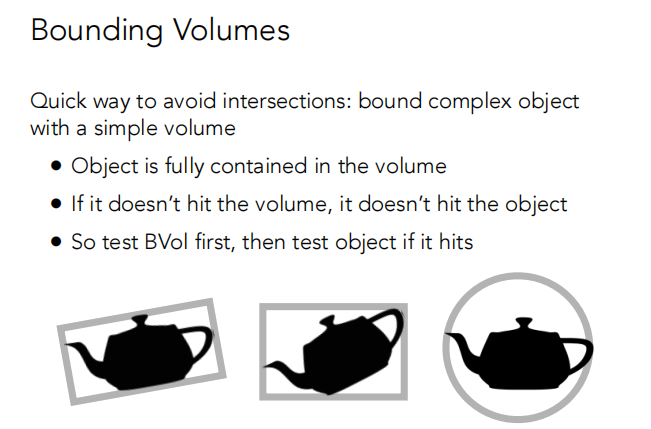 Bounding Volumes
Quick way to avoid intersections: bound complex object
with a simple volume
● Object is fully contained in the volume
● If it doesn’t hit the volume, it doesn’t hit the object
● So test BVol first, then test object if it hits